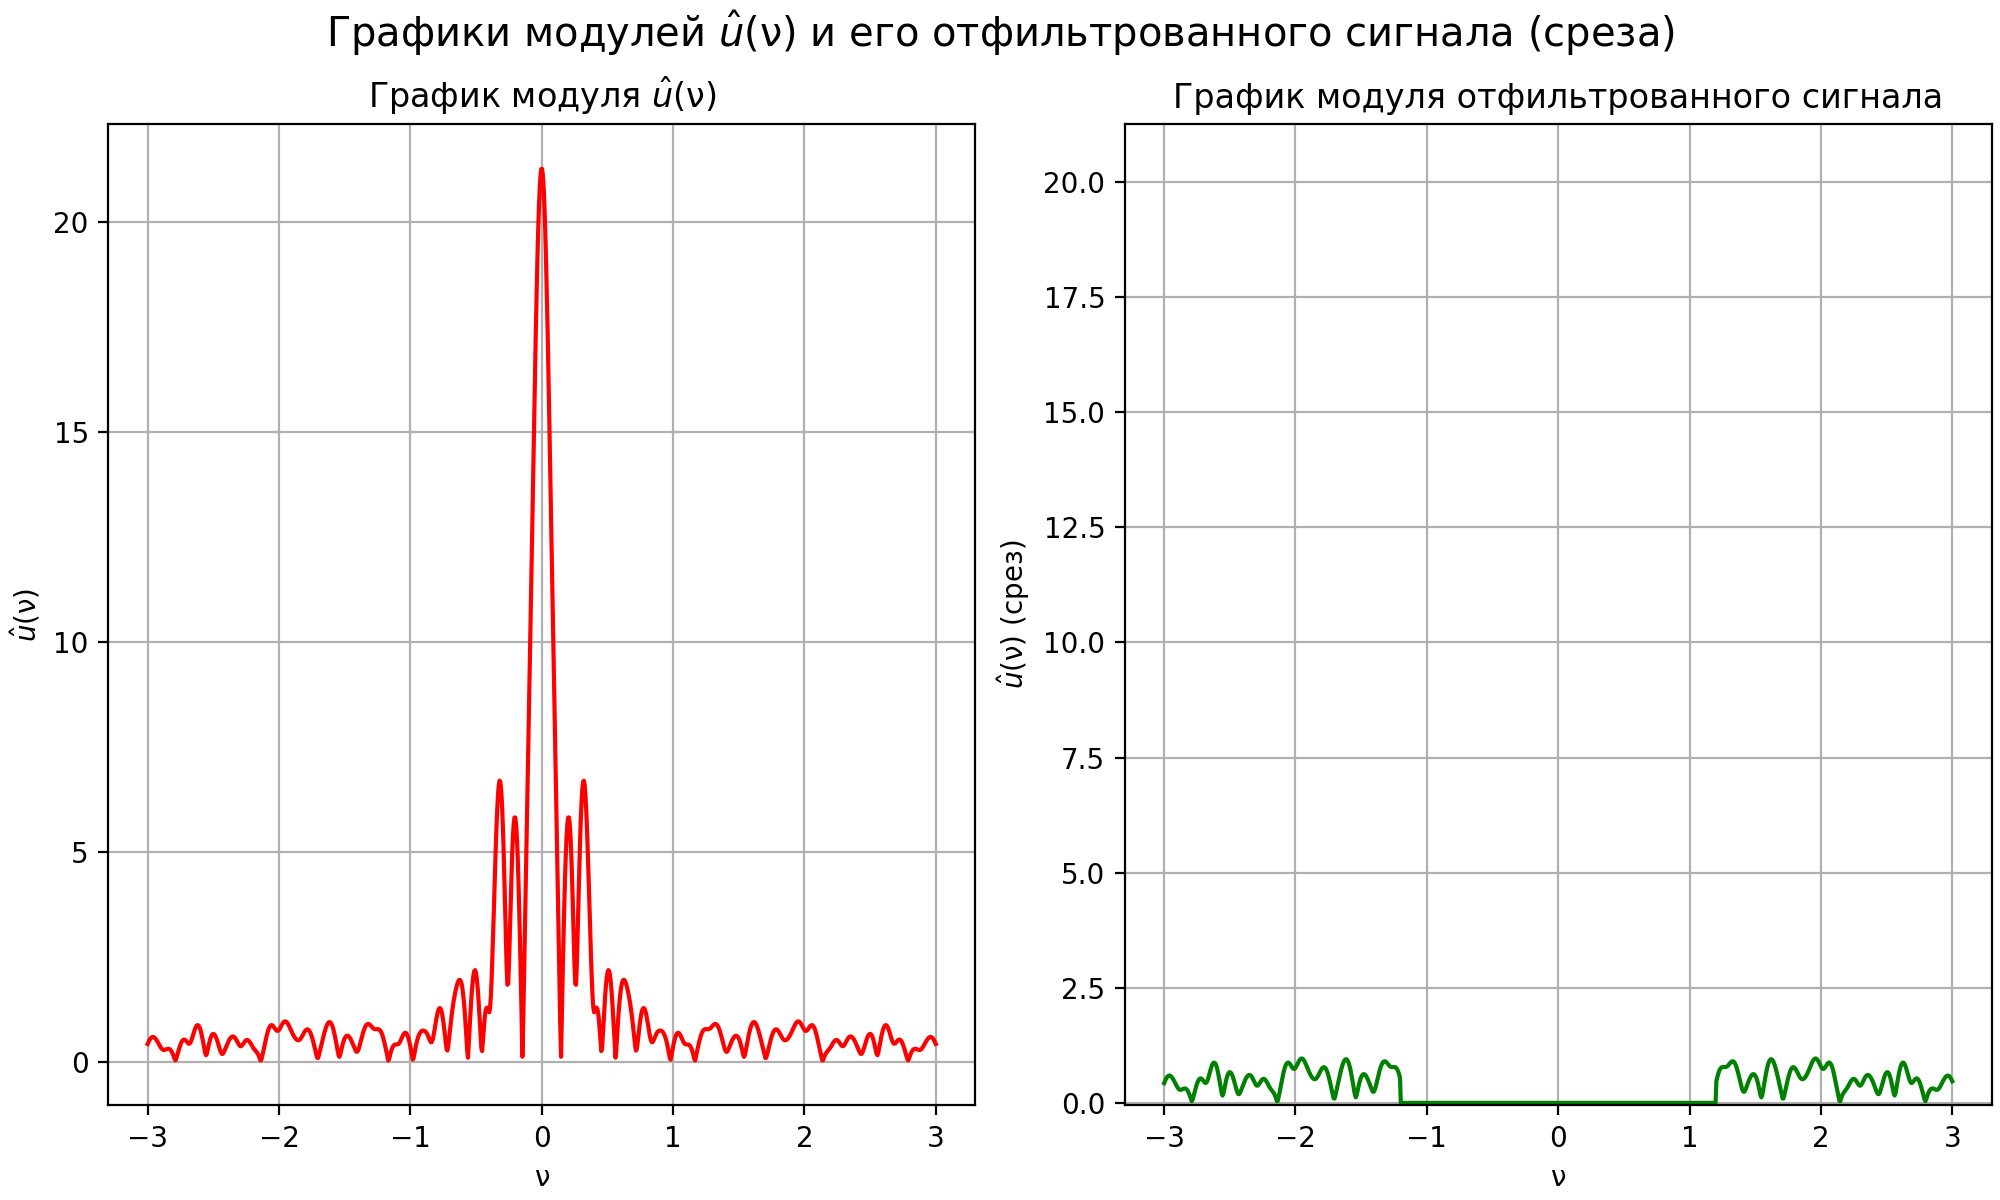 Графики модулей û(ν) и его отфильтрованного сигнала (среза)
График модуля û(ν)
û(ν)
20
15
10
5
0
−3 −2 −1 0 1 2 3
ν
График модуля отфильтрованного сигнала
û(ν) (срез)
20.0
17.5
15.0
12.5
10.0
7.5
5.0
2.5
0.0
−3 −2 −1 0 1 2 3
ν